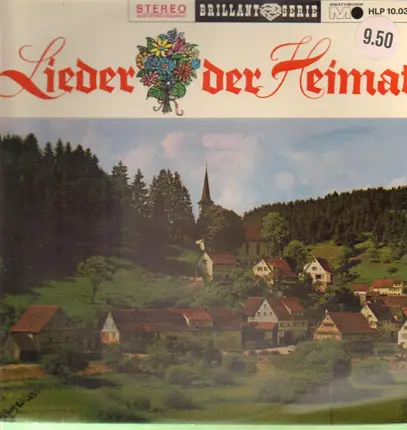 STEREO
BRILLANT SERIE
HLP 10.03
9.50
Lieder der Heimat